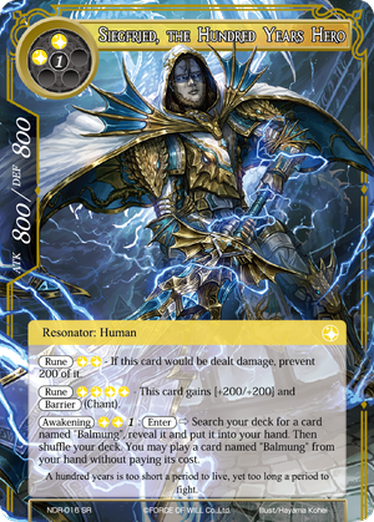 Siegfried, the Hundred Years Hero
1
ATK 800 / DEF 800
Resonator: Human
Rune - If this card would be dealt damage, prevent
200 of it.
Rune - This card gains [+200/+200] and
Barrier (Chant).
Awakening 1 : Enter ⇒ Search your deck for a card
named "Balmung", reveal it and put it into your hand. Then
shuffle your deck. You may play a card named "Balmung" from
your hand without paying its cost.
A hundred years is too short a period to live, yet too long a period to
fight.
NDR-016 SR ©FORCE OF WILL Co.,Ltd. Illust/Hayama Kohei